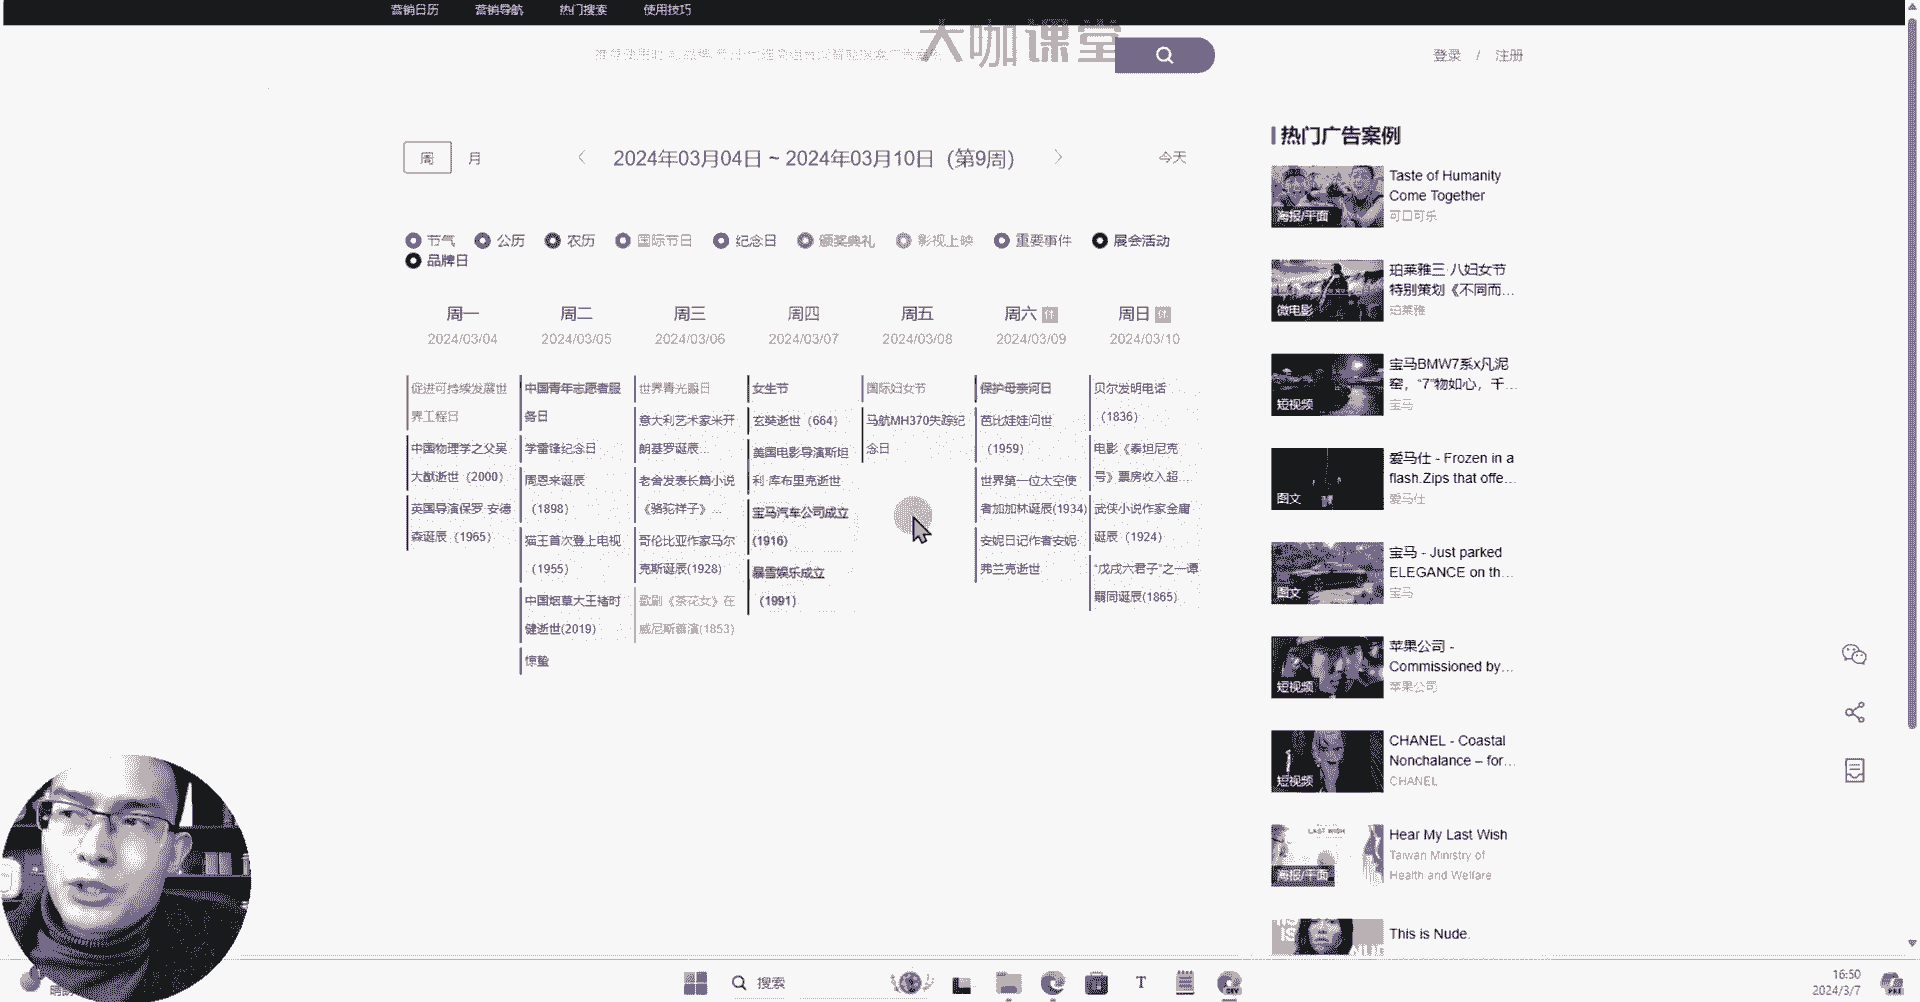 营销日历 营销导航 热门搜索 使用技巧
大咖课堂
登录 / 注册
周 月
2024年03月04日 ~ 2024年03月10日（第9周）
今天
节气 公历 农历 国际节日 纪念日 颁奖典礼 影视上映 重要事件 展会活动
品牌日
周一
2024/03/04
促进可持续发展世
界工程日
中国物理学之父吴
大猷逝世（2000）
英国导演保罗·安德
森诞辰（1965）
周二
2024/03/05
中国青年志愿者服
务日
学雷锋纪念日
周恩来诞辰
（1898）
猫王首次登上电视
（1955）
中国烟草大王褚时
健逝世(2019)
惊蛰
周三
2024/03/06
世界青光眼日
意大利艺术家米开
朗基罗诞辰...
老舍发表长篇小说
《骆驼祥子》...
哥伦比亚作家马尔
克斯诞辰(1928)
歌剧《茶花女》在
威尼斯首演(1853)
周四
2024/03/07
女生节
玄奘逝世（664）
美国电影导演斯坦
利·库布里克逝世
宝马汽车公司成立
(1916)
暴雪娱乐成立
（1991）
周五
2024/03/08
国际妇女节
马航MH370失踪纪
念日
周六 休
2024/03/09
保护母亲河日
芭比娃娃问世
（1959）
世界第一位太空使
者加加林诞辰(1934)
安妮日记作者安妮·
弗兰克逝世
周日 休
2024/03/10
贝尔发明电话
（1836）
电影《泰坦尼克
号》票房收入超...
武侠小说作家金庸
诞辰（1924）
“戊戌六君子”之一谭
嗣同诞辰(1865)
热门广告案例
海报/平面
Taste of Humanity
Come Together
可口可乐
微电影
珀莱雅三·八妇女节
特别策划《不同而...
珀莱雅
短视频
宝马BMW7系x凡泥
窑，“7”物如心，千...
宝马
图文
爱马仕 - Frozen in a
flash.Zips that offe...
爱马仕
图文
宝马 - Just parked
ELEGANCE on th...
宝马
短视频
苹果公司 -
Commissioned by...
苹果公司
短视频
CHANEL - Coastal
Nonchalance – for...
CHANEL
LAST WISH
海报/平面
Hear My Last Wish
Taiwan Ministry of
Health and Welfare
This is Nude.
搜索
T
DEV
16:50
2024/3/7
PRE